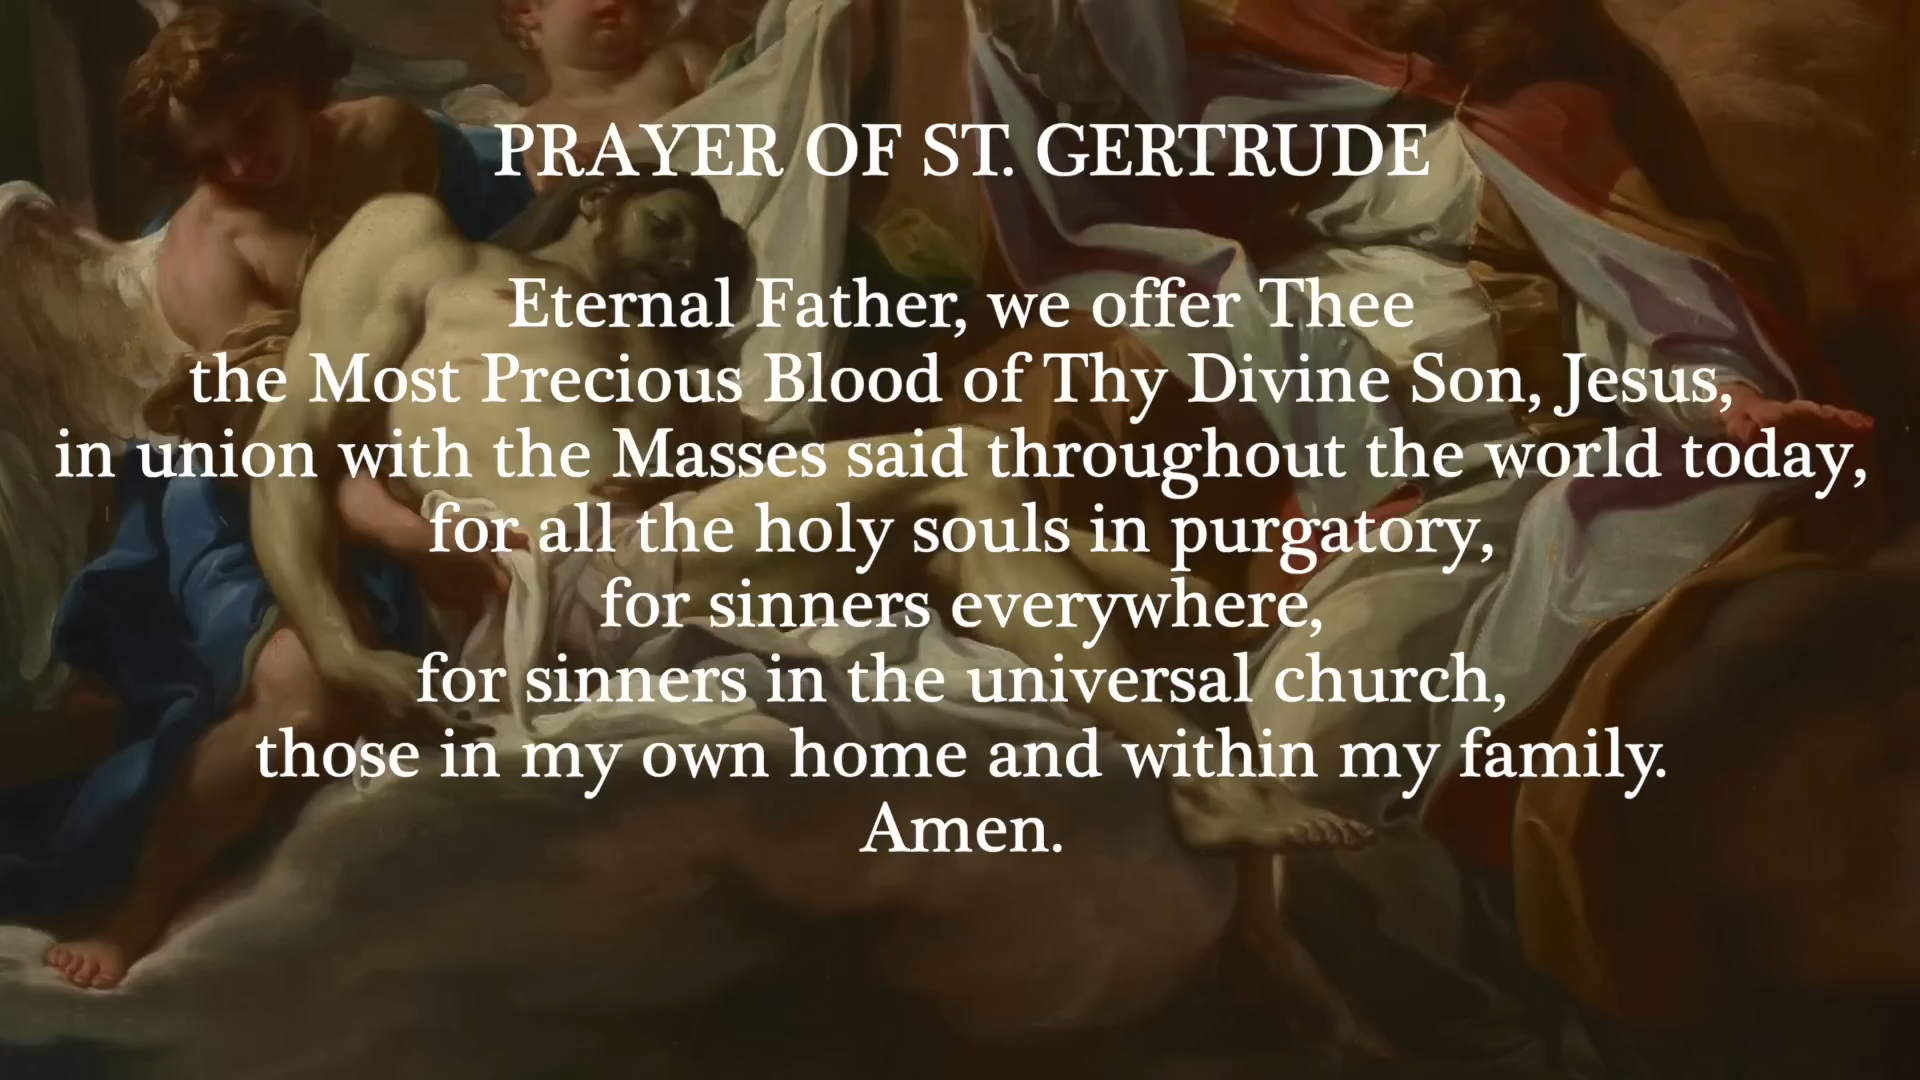 PRAYER OF ST. GERTRUDE
Eternal Father, we offer Thee
the Most Precious Blood of Thy Divine Son, Jesus,
in union with the Masses said throughout the world today,
for all the holy souls in purgatory,
for sinners everywhere,
for sinners in the universal church,
those in my own home and within my family.
Amen.